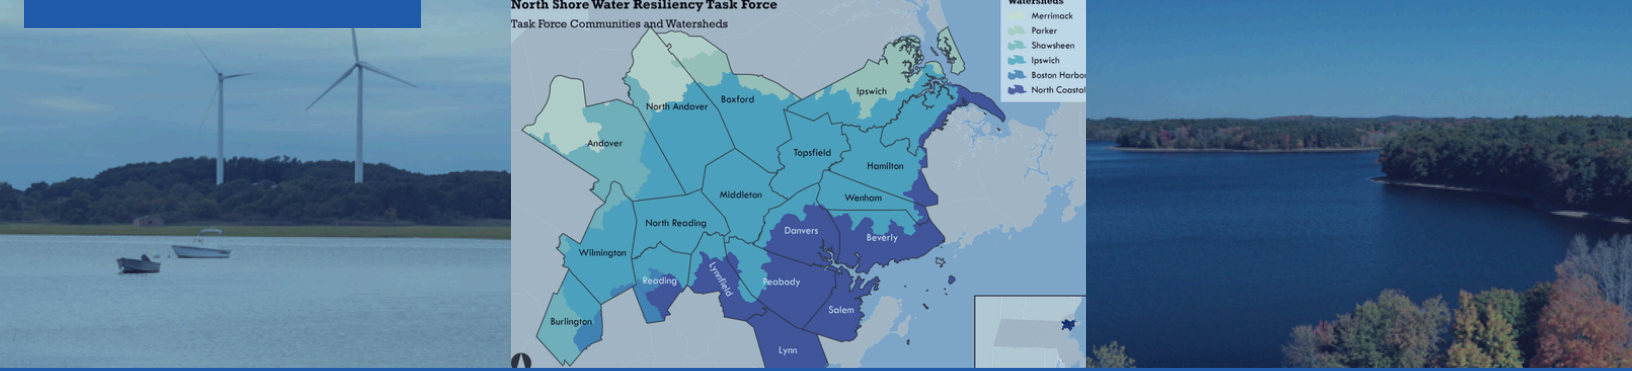 North Shore Water Resiliency Task Force
Task Force Communities and Watersheds
Watersheds
Merrimack
Parker
Shawsheen
Ipswich
Boston Harbor
North Coastal
North Andover
Boxford
Ipswich
Andover
Topsfield
Hamilton
Middleton
Wenham
North Reading
Danvers
Beverly
Wilmington
Reading
Lynnfield
Peabody
Salem
Burlington
Lynn